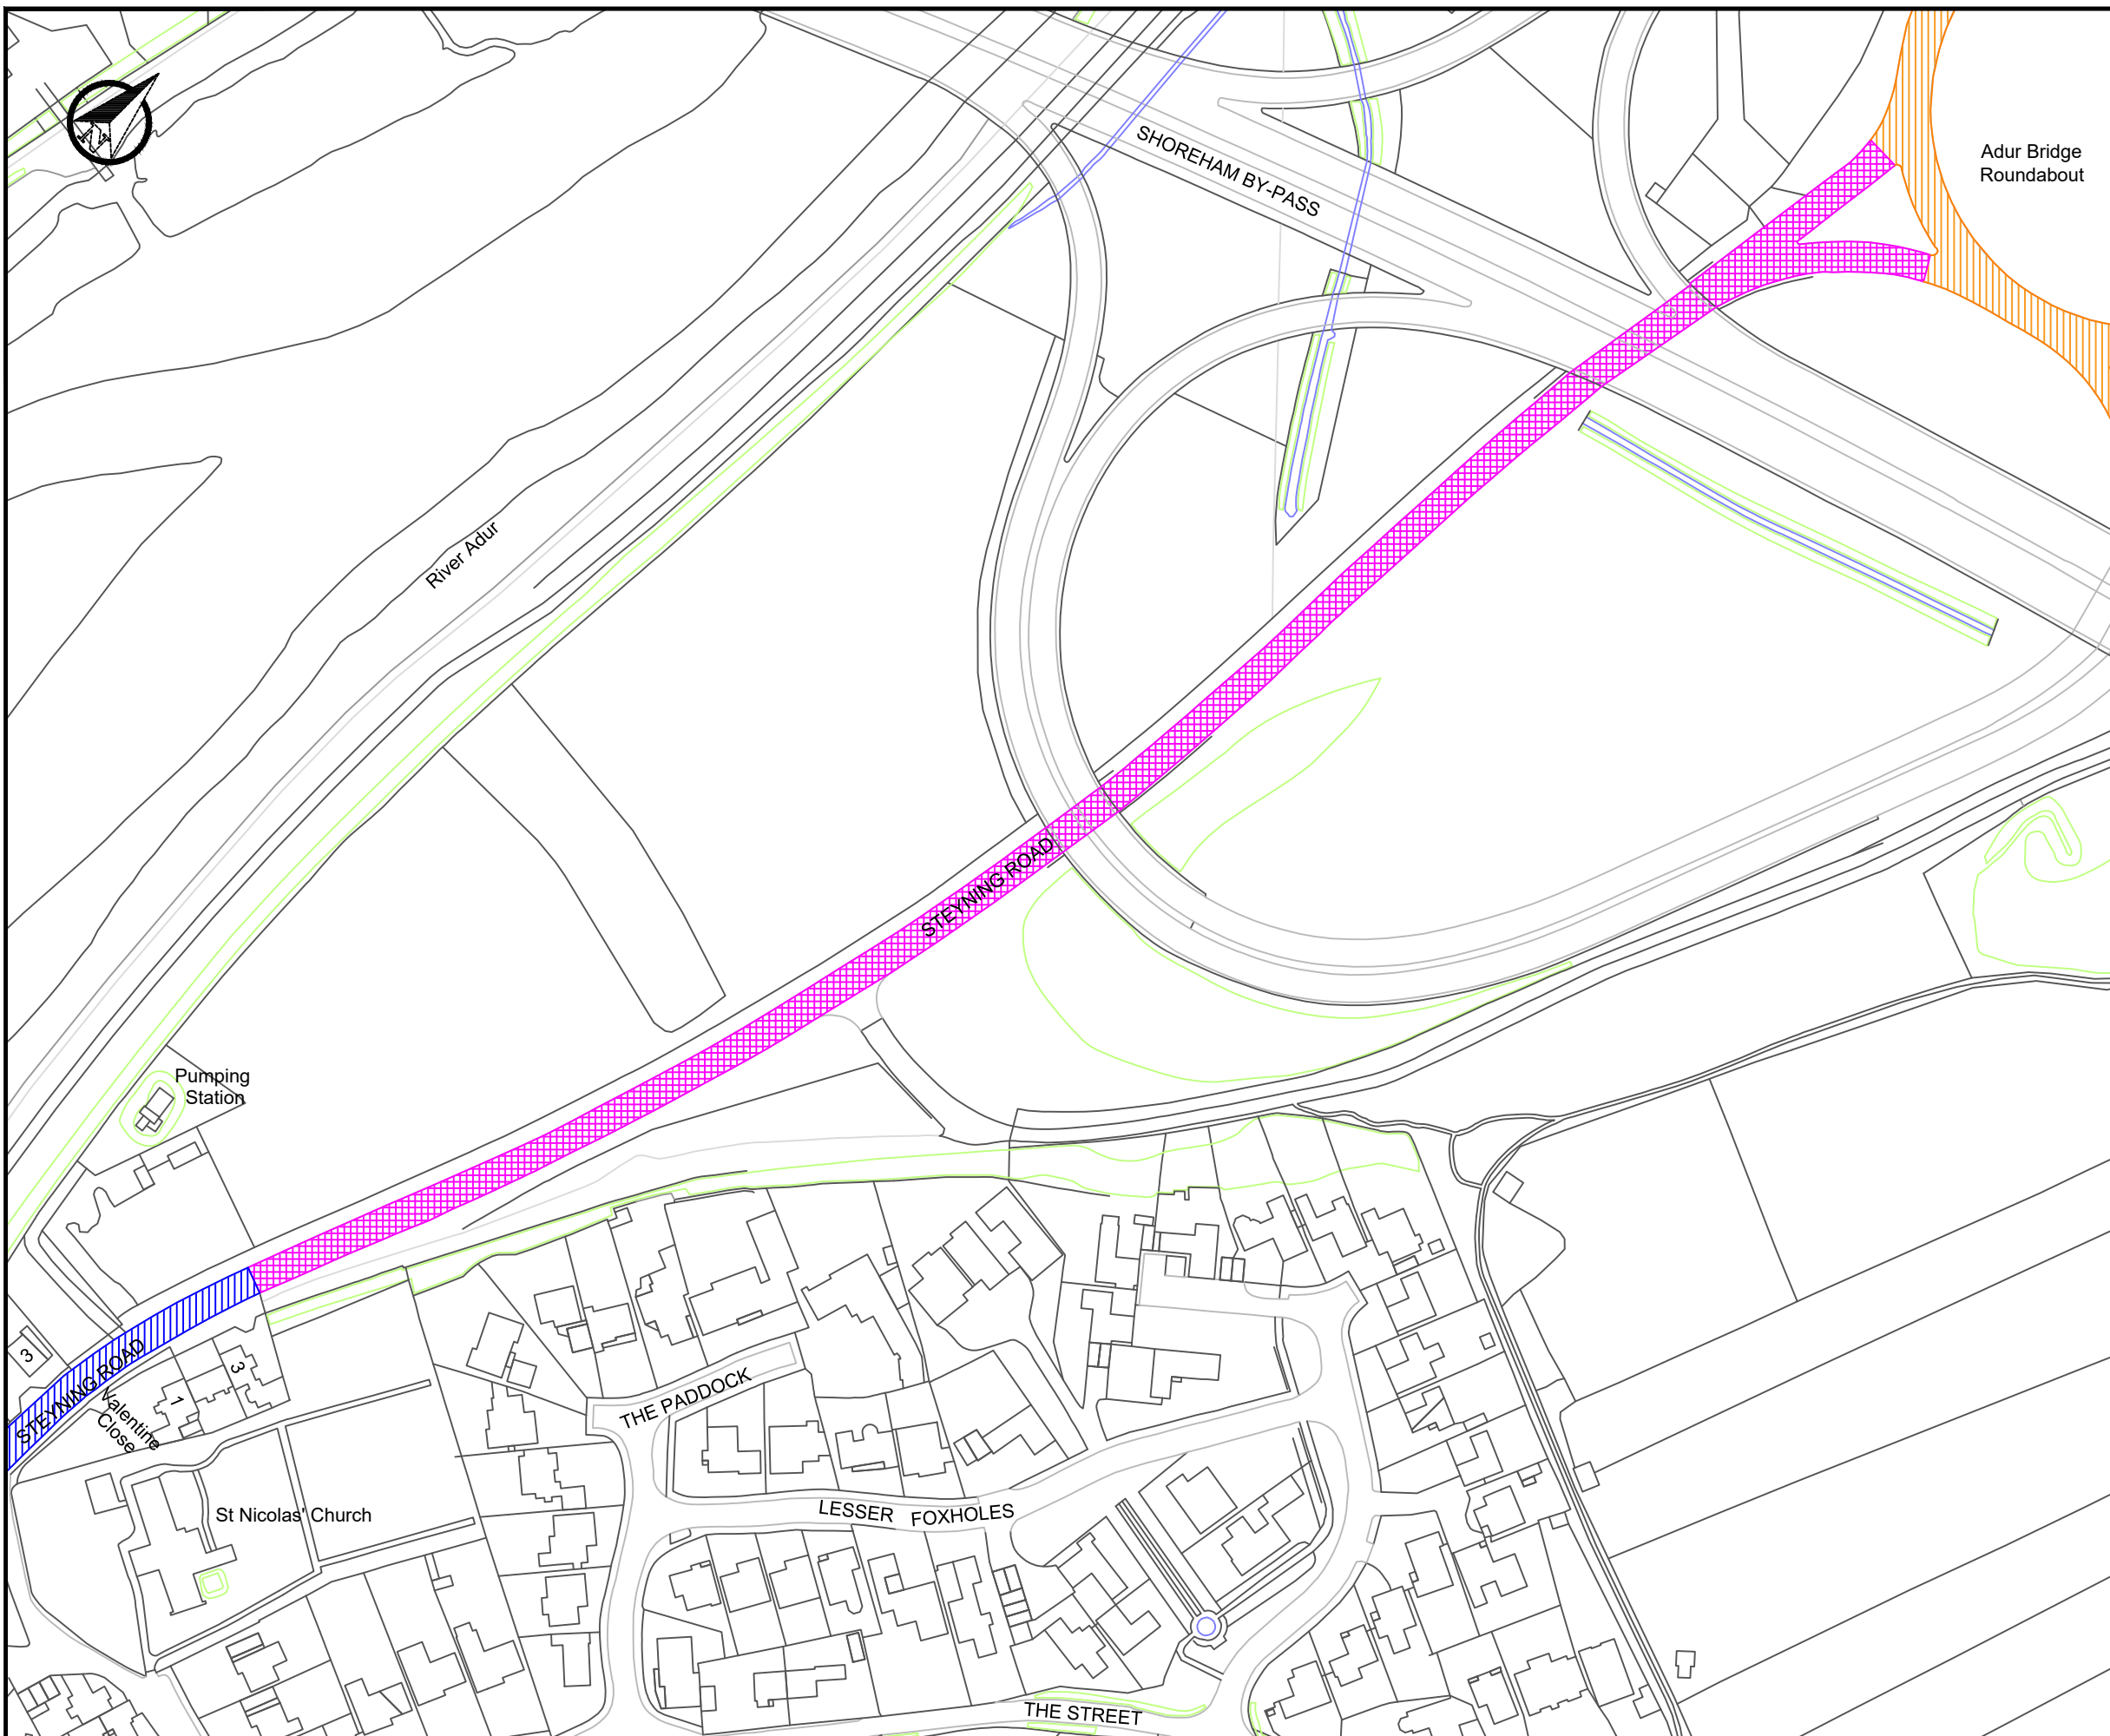 Adur Bridge
Roundabout
N
SHOREHAM BY-PASS
River Adur
STEYNING ROAD
Pumping
Station
3
STEYNING ROAD
Valentine
Close
1
3
THE PADDOCK
St Nicolas' Church
LESSER FOXHOLES
THE STREET